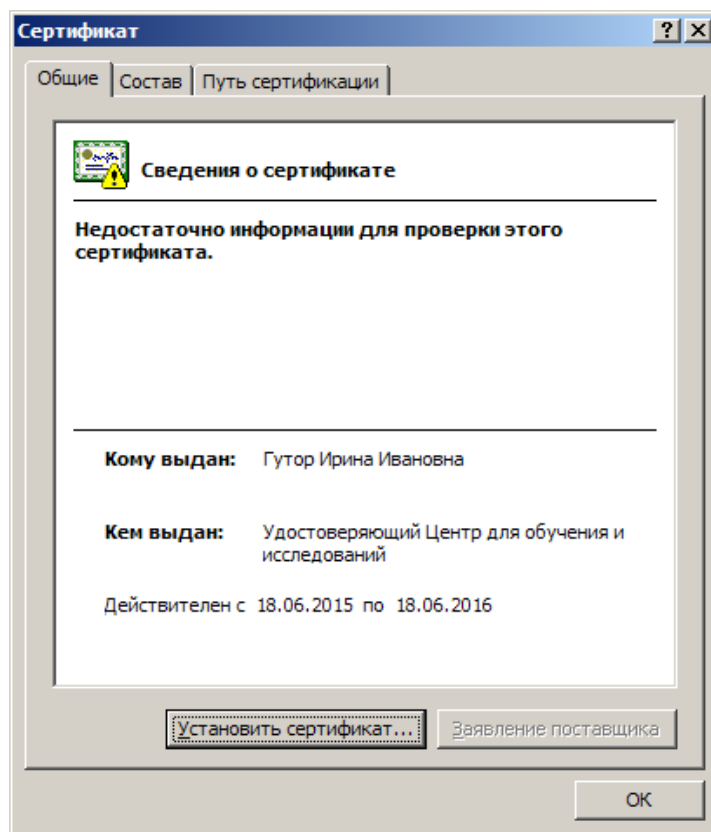 Сертификат
Общие Состав Путь сертификации
Сведения о сертификате
Недостаточно информации для проверки этого
сертификата.
Кому выдан: Гутор Ирина Ивановна
Кем выдан: Удостоверяющий Центр для обучения и
исследований
Действителен с 18.06.2015 по 18.06.2016
Установить сертификат... Заявление поставщика
ОК